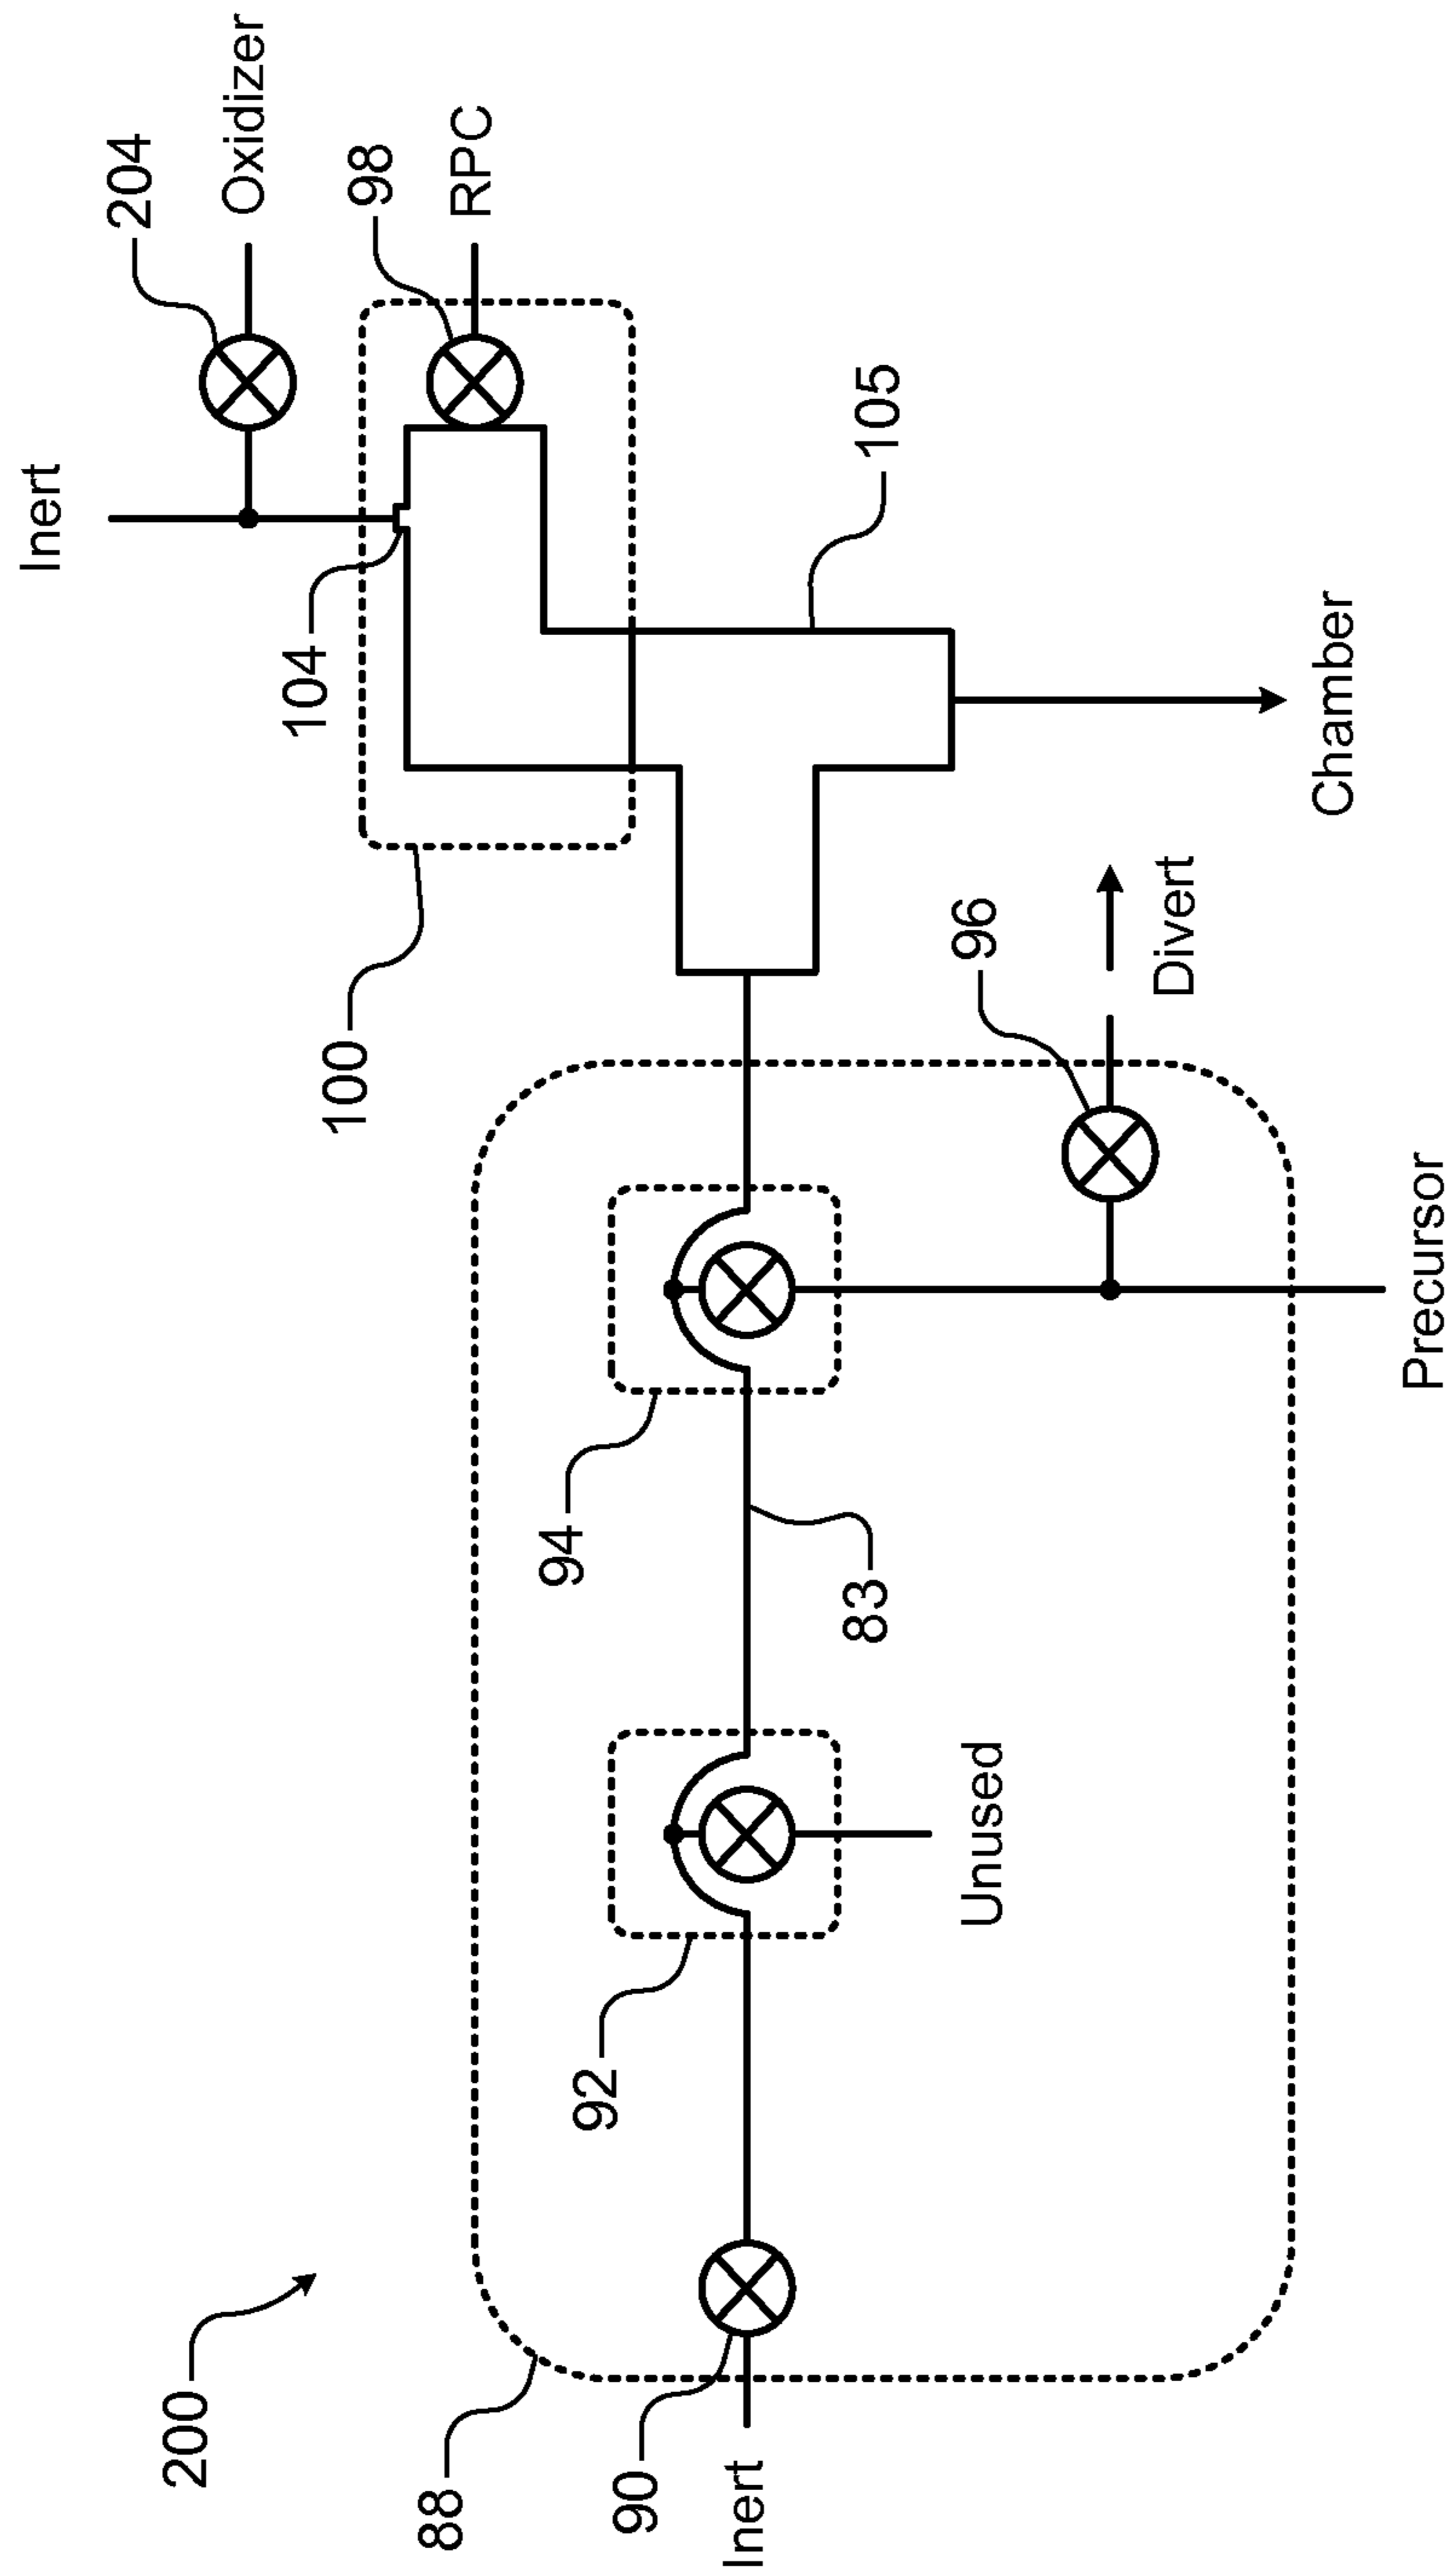 200
Inert
204
Oxidizer
98
RPC
104
100
105
Chamber
88
90
Inert
92
Unused
94
83
96
Divert
Precursor